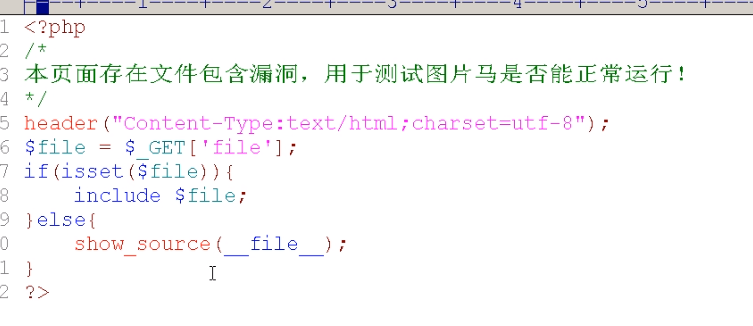 +----1----+----2----+----3----+----4----+----5----+----
1 <?php
2 /*
3 本页面存在文件包含漏洞，用于测试图片马是否能正常运行！
4 */
5 header("Content-Type:text/html;charset=utf-8");
6 $file = $_GET['file'];
7 if(isset($file)){
8     include $file;
9 }else{
0     show_source(__file__);
1 }
2 ?>